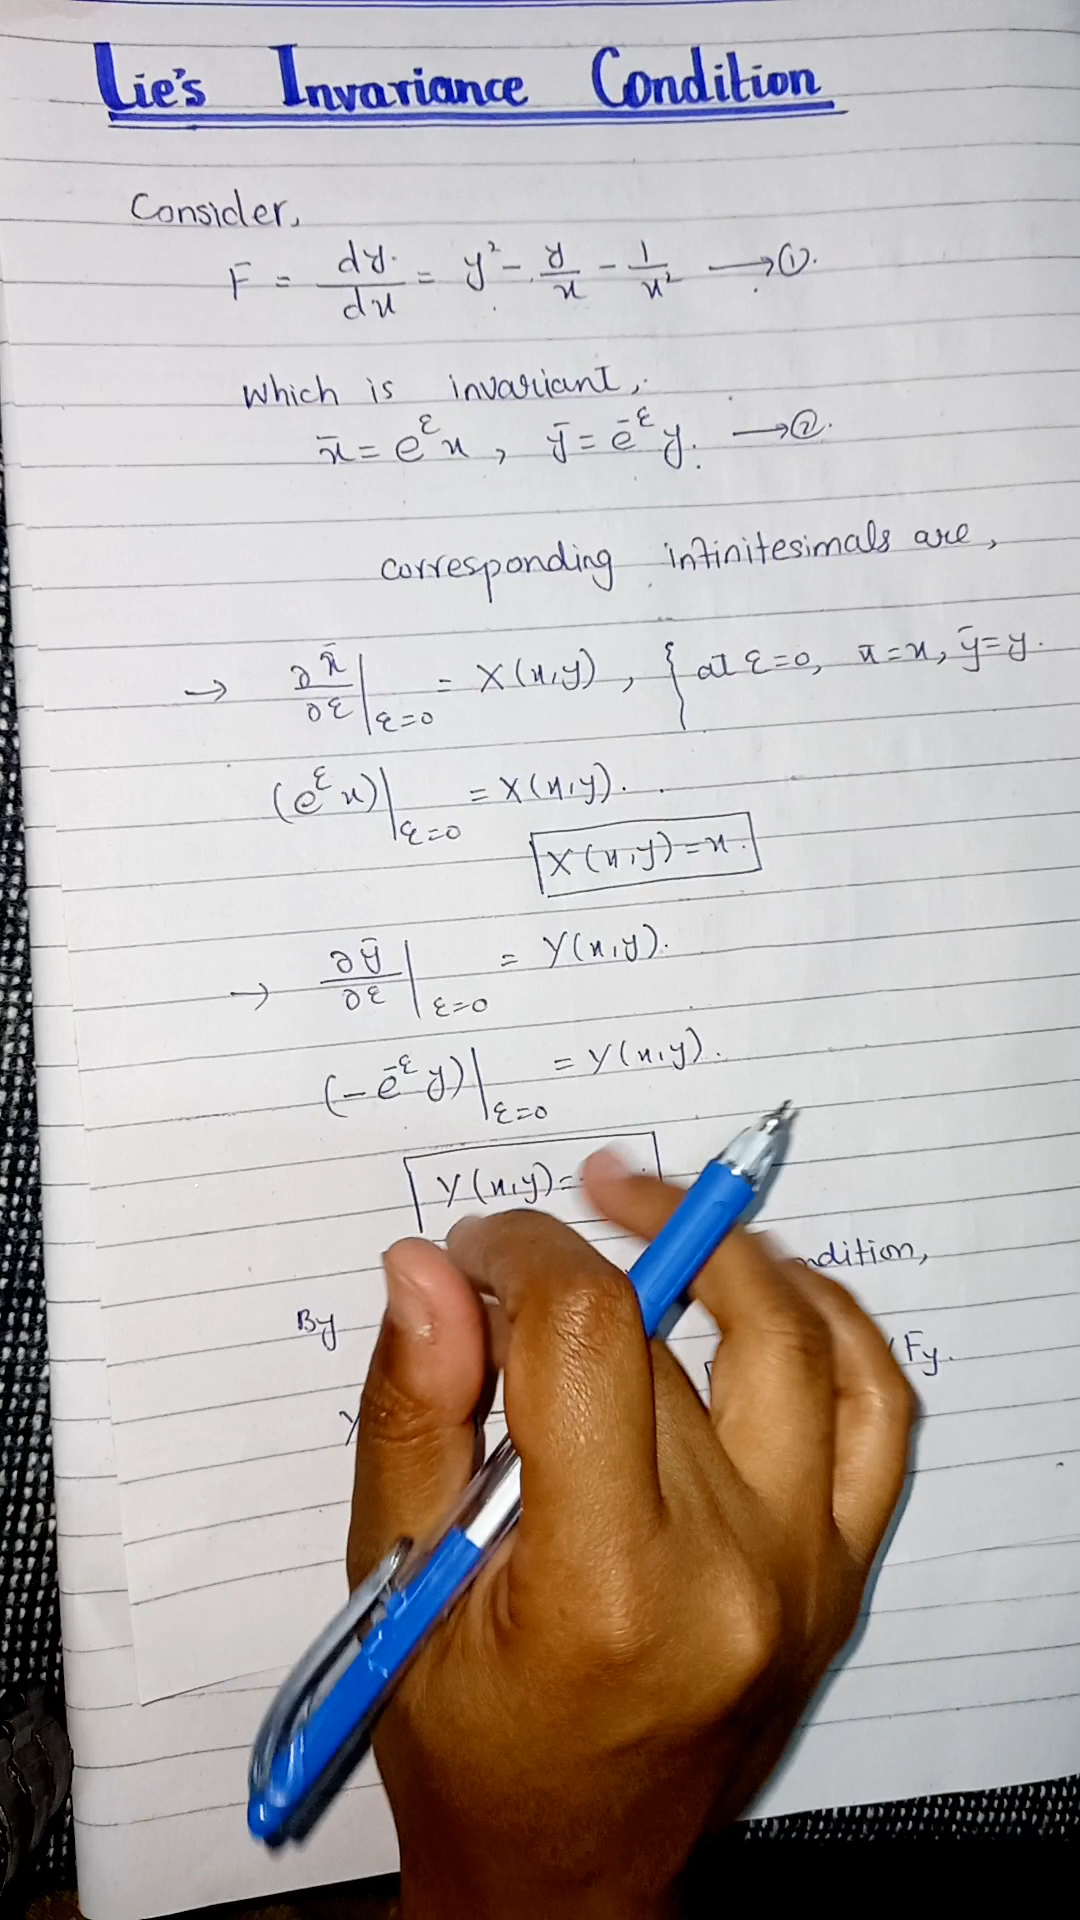 Lie's Invariance Condition
Consider,
F = dy/dx = y² - y/x - 1/x² → ①.
which is invariant,
x̄ = e^ε x , ȳ = e^-ε y. → ②.
corresponding infinitesimals are,
→ ∂x̄/∂ε |ε=0 = X(x,y) , { at ε=0, x̄=x, ȳ=y.
(e^ε x)|ε=0 = X(x,y).
X(x,y) = x.
→ ∂ȳ/∂ε |ε=0 = Y(x,y).
(-e^-ε y)|ε=0 = Y(x,y).
Y(x,y) =
By ndition,
Y Fy.